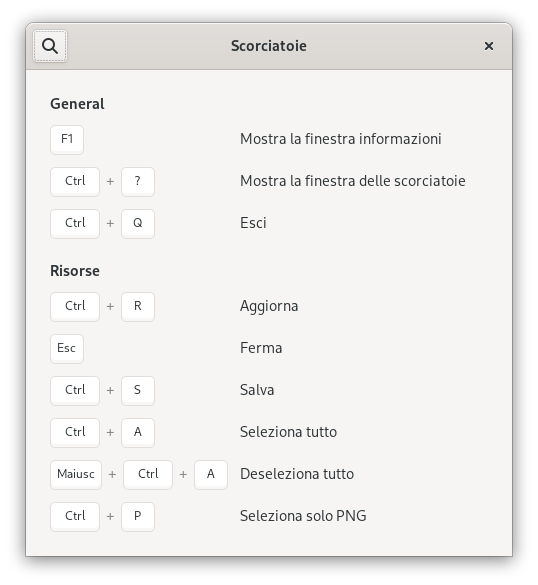 Scorciatoie
General
F1 Mostra la finestra informazioni
Ctrl + ? Mostra la finestra delle scorciatoie
Ctrl + Q Esci
Risorse
Ctrl + R Aggiorna
Esc Ferma
Ctrl + S Salva
Ctrl + A Seleziona tutto
Maiusc + Ctrl + A Deseleziona tutto
Ctrl + P Seleziona solo PNG